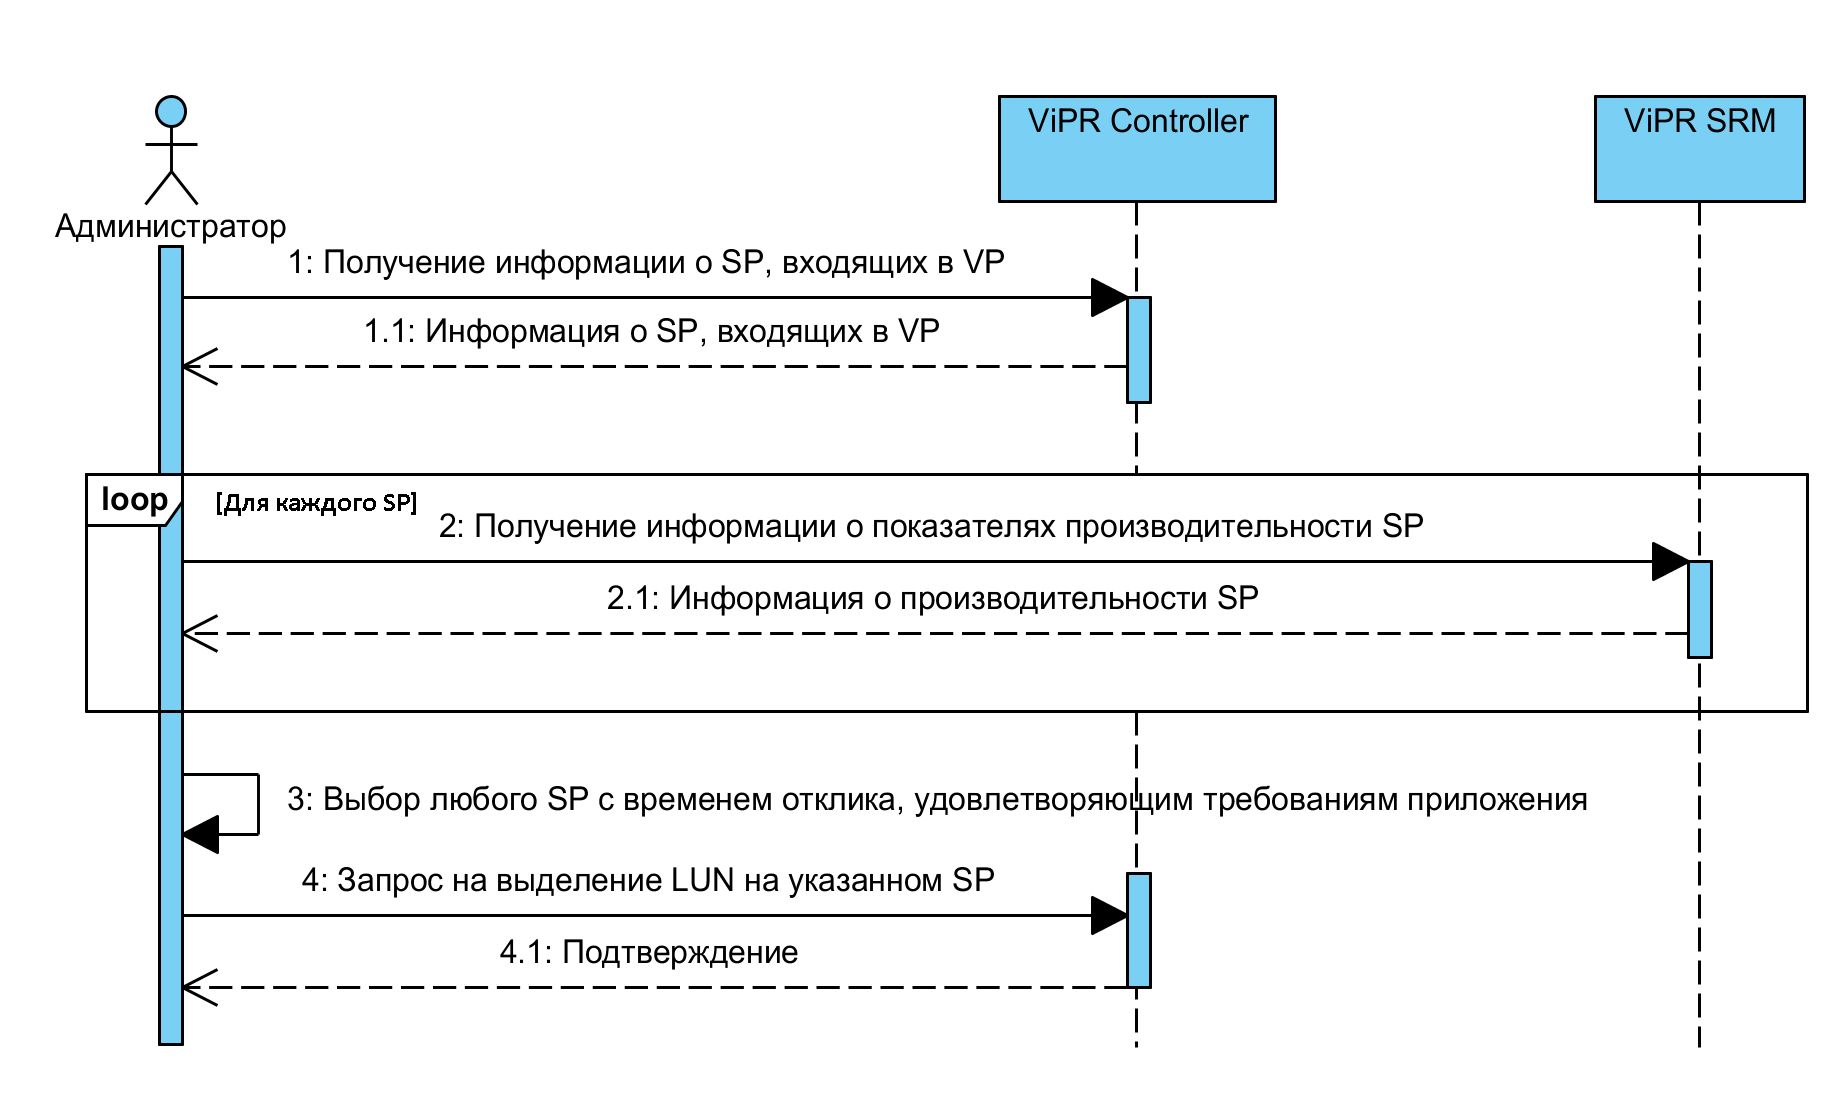 ViPR Controller
ViPR SRM
Администратор
1: Получение информации о SP, входящих в VP
1.1: Информация о SP, входящих в VP
loop
[Для каждого SP]
2: Получение информации о показателях производительности SP
2.1: Информация о производительности SP
3: Выбор любого SP с временем отклика, удовлетворяющим требованиям приложения
4: Запрос на выделение LUN на указанном SP
4.1: Подтверждение